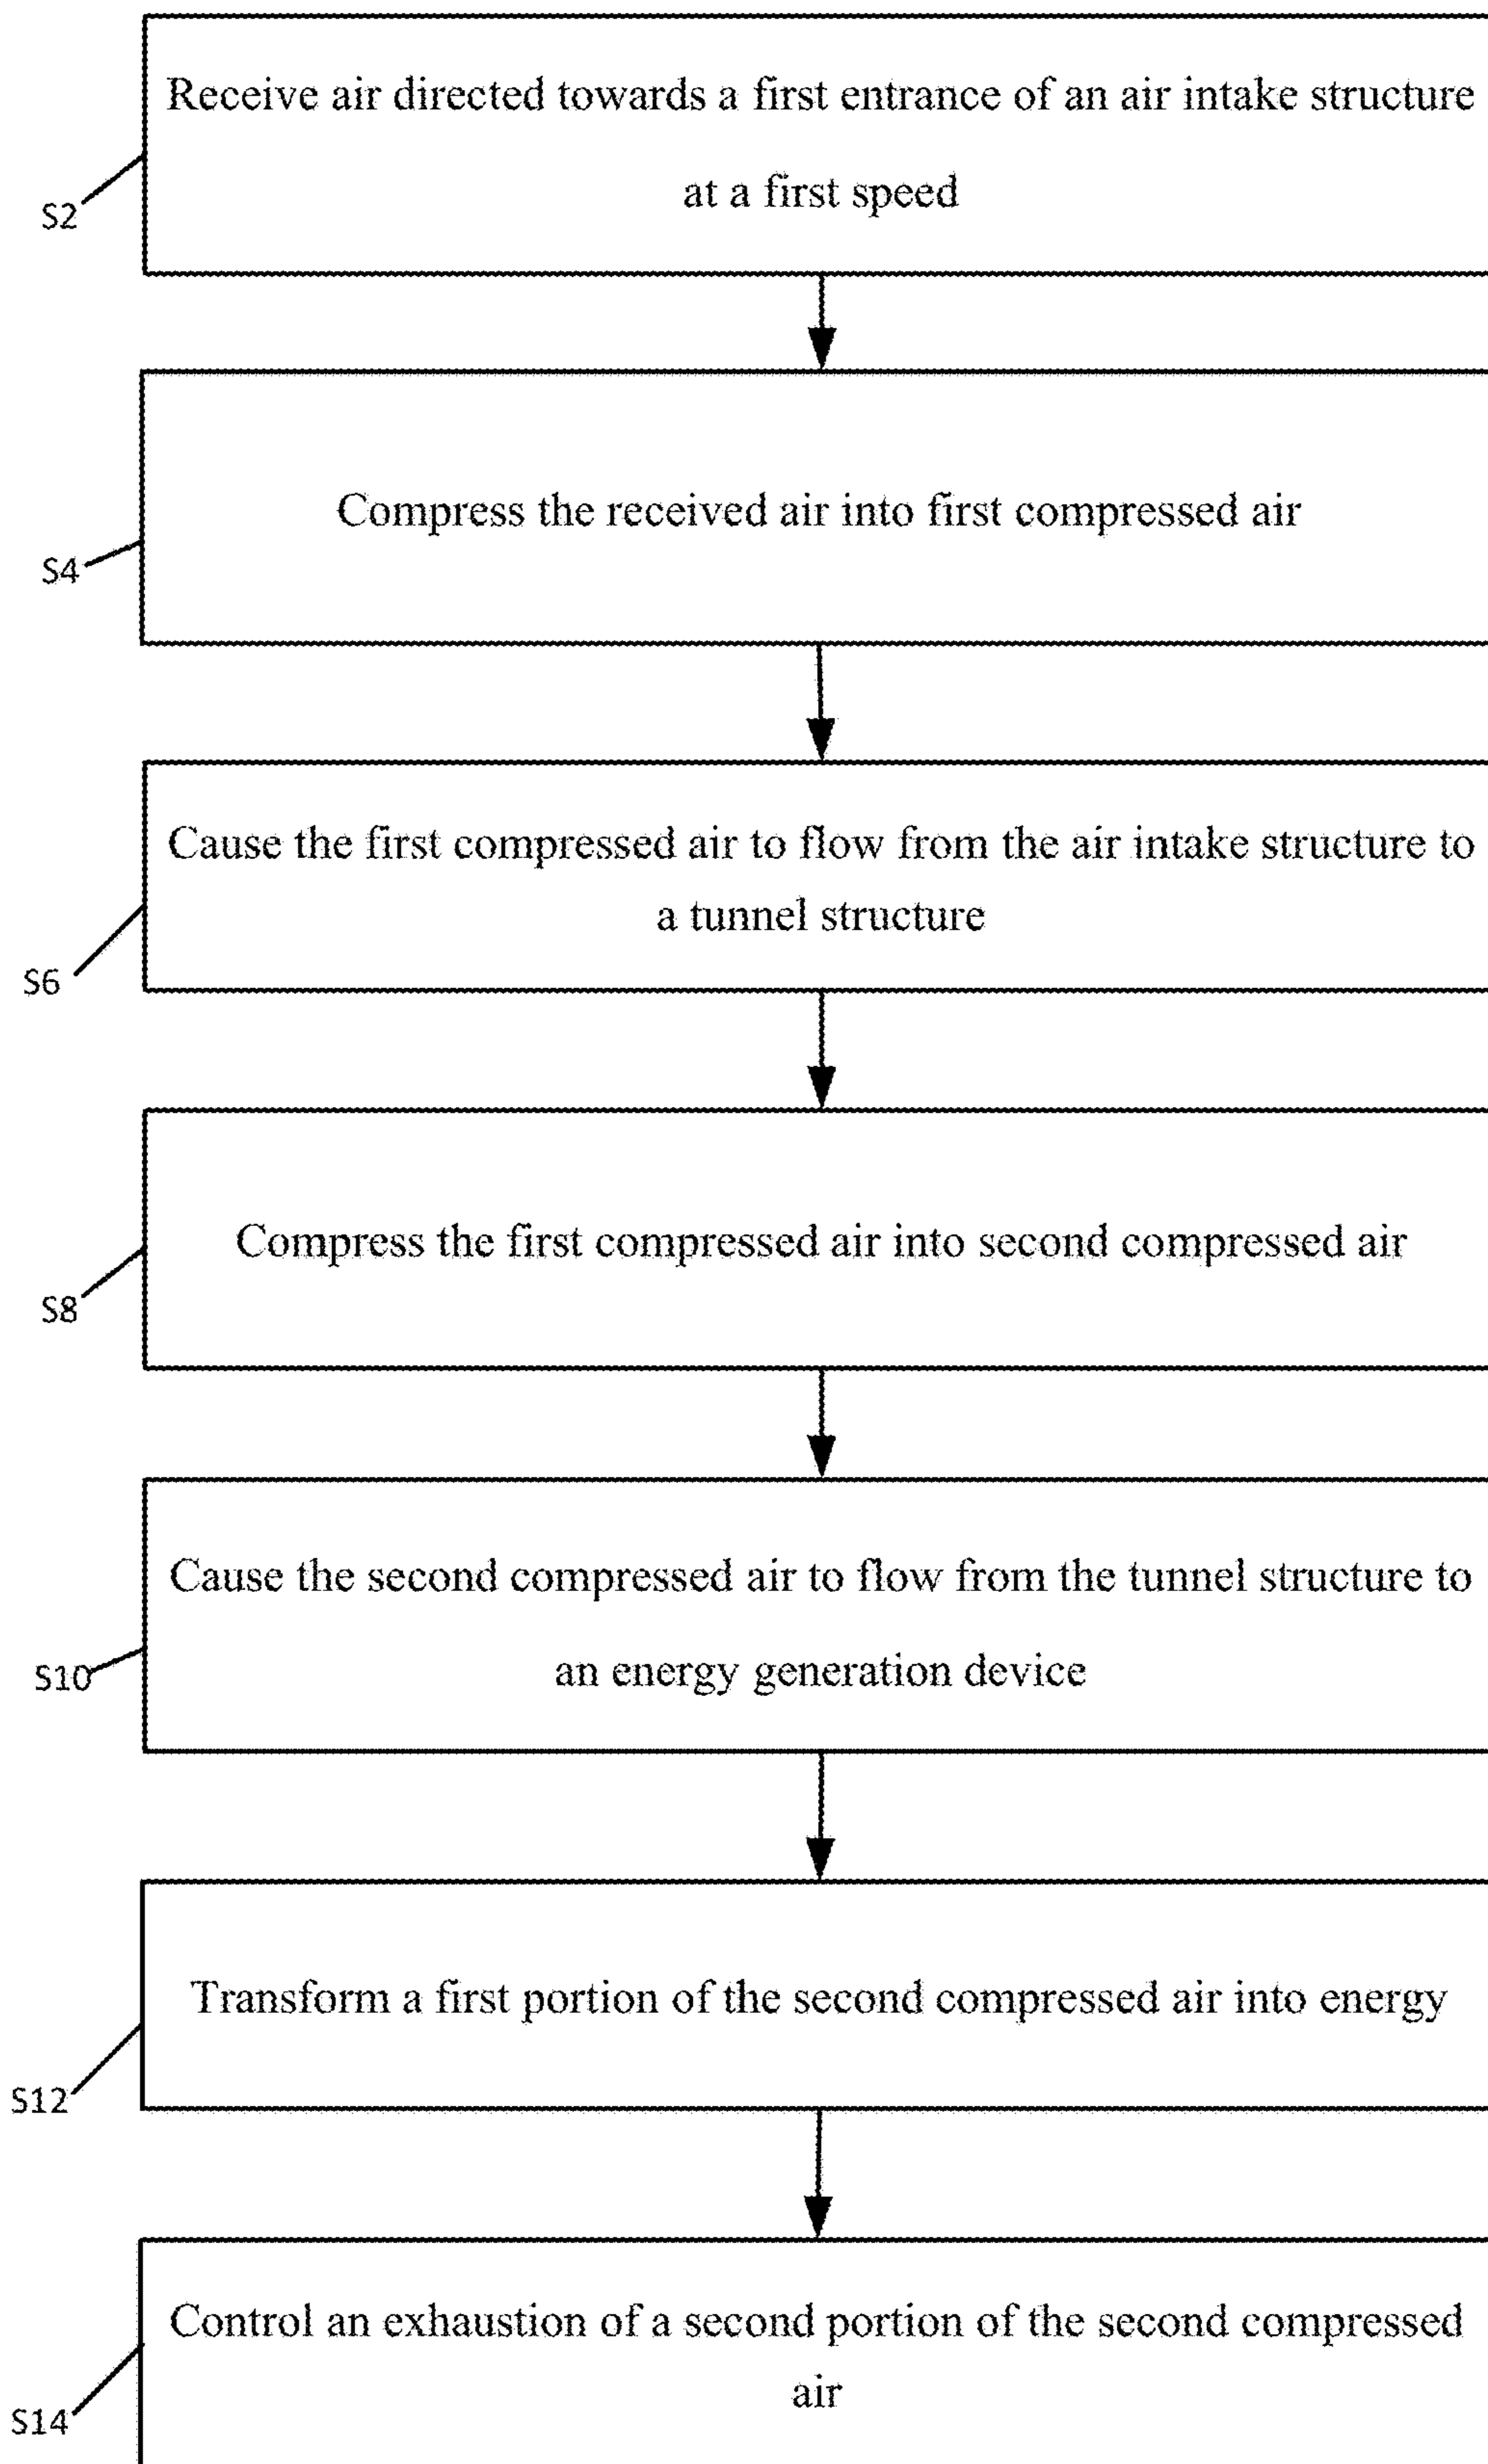 Receive air directed towards a first entrance of an air intake structure
at a first speed
S2
Compress the received air into first compressed air
S4
Cause the first compressed air to flow from the air intake structure to
a tunnel structure
S6
Compress the first compressed air into second compressed air
S8
Cause the second compressed air to flow from the tunnel structure to
an energy generation device
S10
Transform a first portion of the second compressed air into energy
S12
Control an exhaustion of a second portion of the second compressed
air
S14